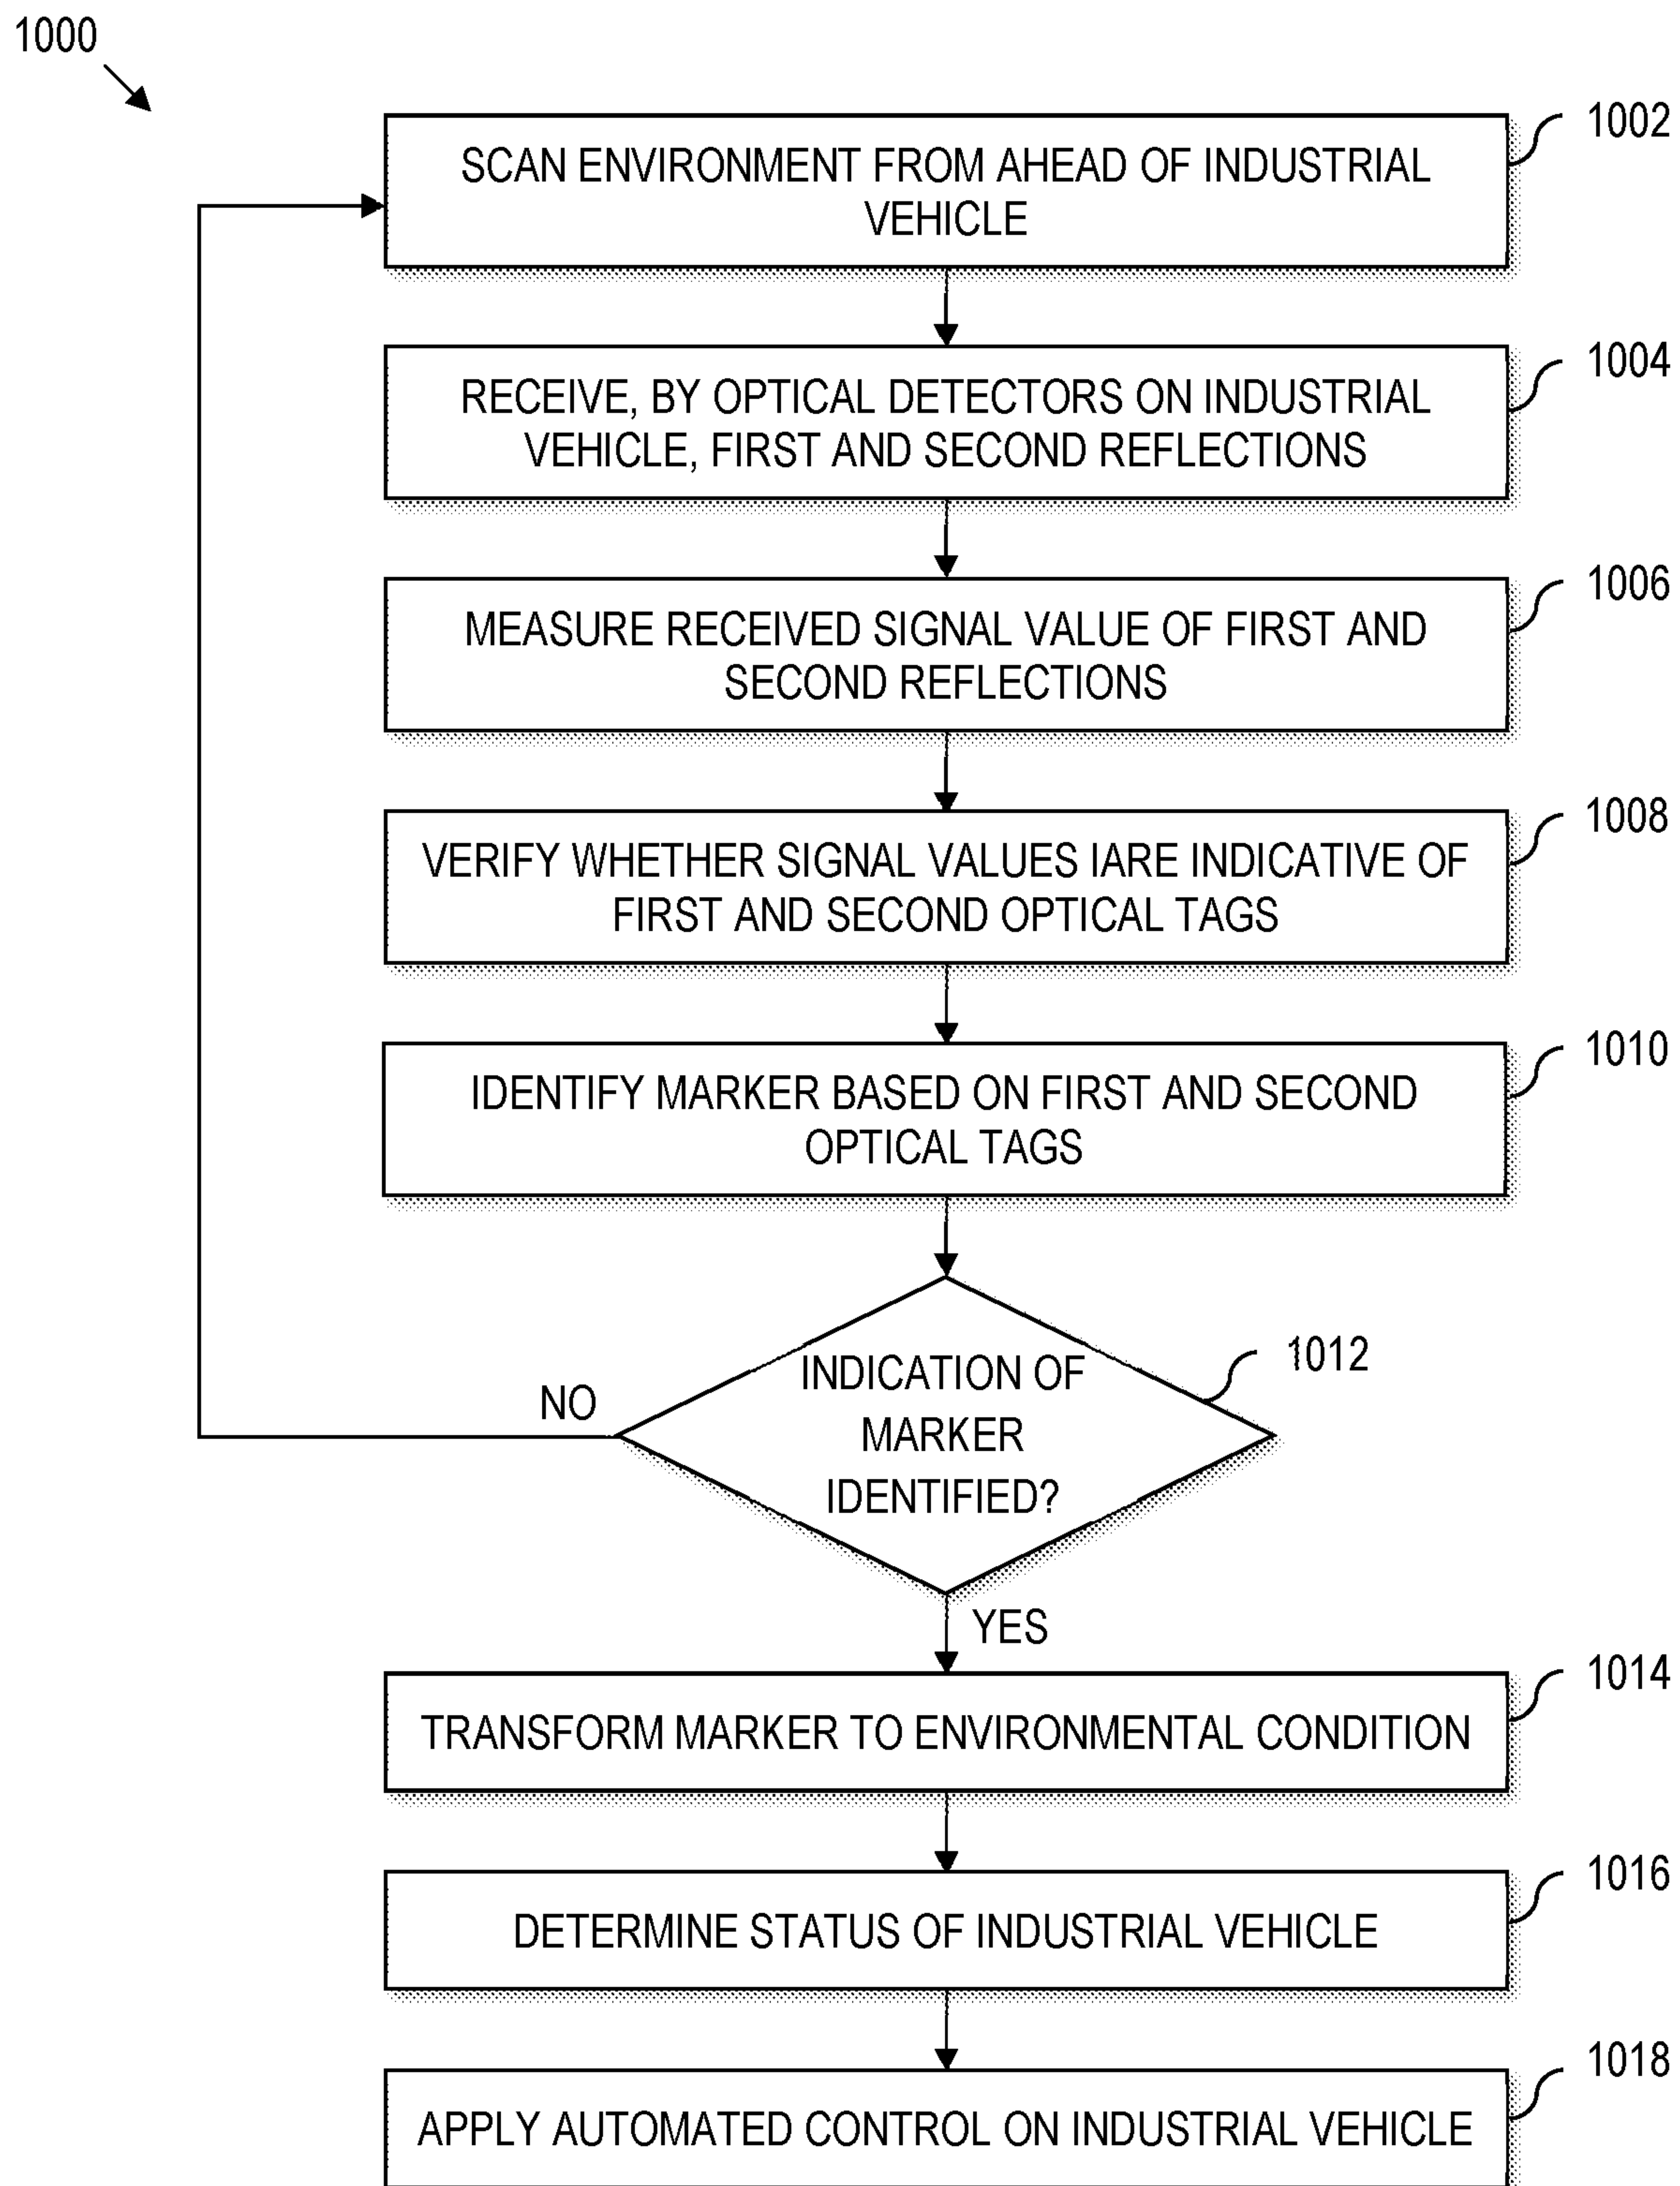 1000
1002
SCAN ENVIRONMENT FROM AHEAD OF INDUSTRIAL
VEHICLE
1004
RECEIVE, BY OPTICAL DETECTORS ON INDUSTRIAL
VEHICLE, FIRST AND SECOND REFLECTIONS
1006
MEASURE RECEIVED SIGNAL VALUE OF FIRST AND
SECOND REFLECTIONS
1008
VERIFY WHETHER SIGNAL VALUES IARE INDICATIVE OF
FIRST AND SECOND OPTICAL TAGS
1010
IDENTIFY MARKER BASED ON FIRST AND SECOND
OPTICAL TAGS
1012
INDICATION OF
MARKER
IDENTIFIED?
NO
YES
1014
TRANSFORM MARKER TO ENVIRONMENTAL CONDITION
1016
DETERMINE STATUS OF INDUSTRIAL VEHICLE
1018
APPLY AUTOMATED CONTROL ON INDUSTRIAL VEHICLE